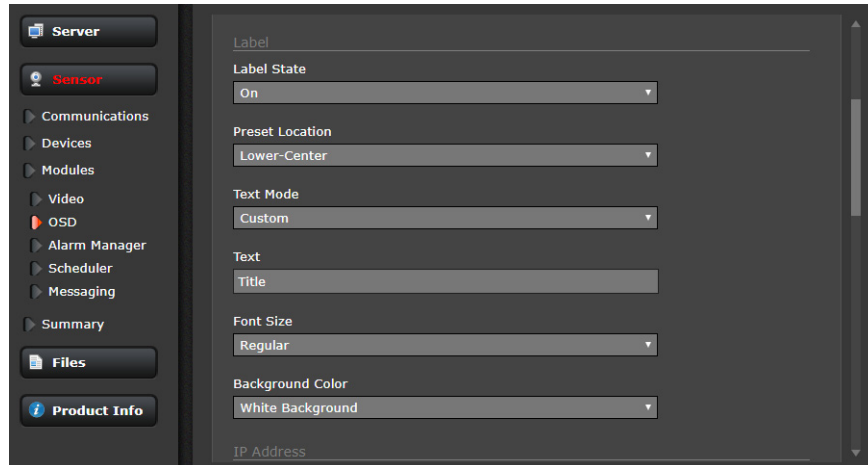 Server
Sensor
Communications
Devices
Modules
Video
OSD
Alarm Manager
Scheduler
Messaging
Summary
Files
Product Info
Label
Label State
On
Preset Location
Lower-Center
Text Mode
Custom
Text
Title
Font Size
Regular
Background Color
White Background
IP Address